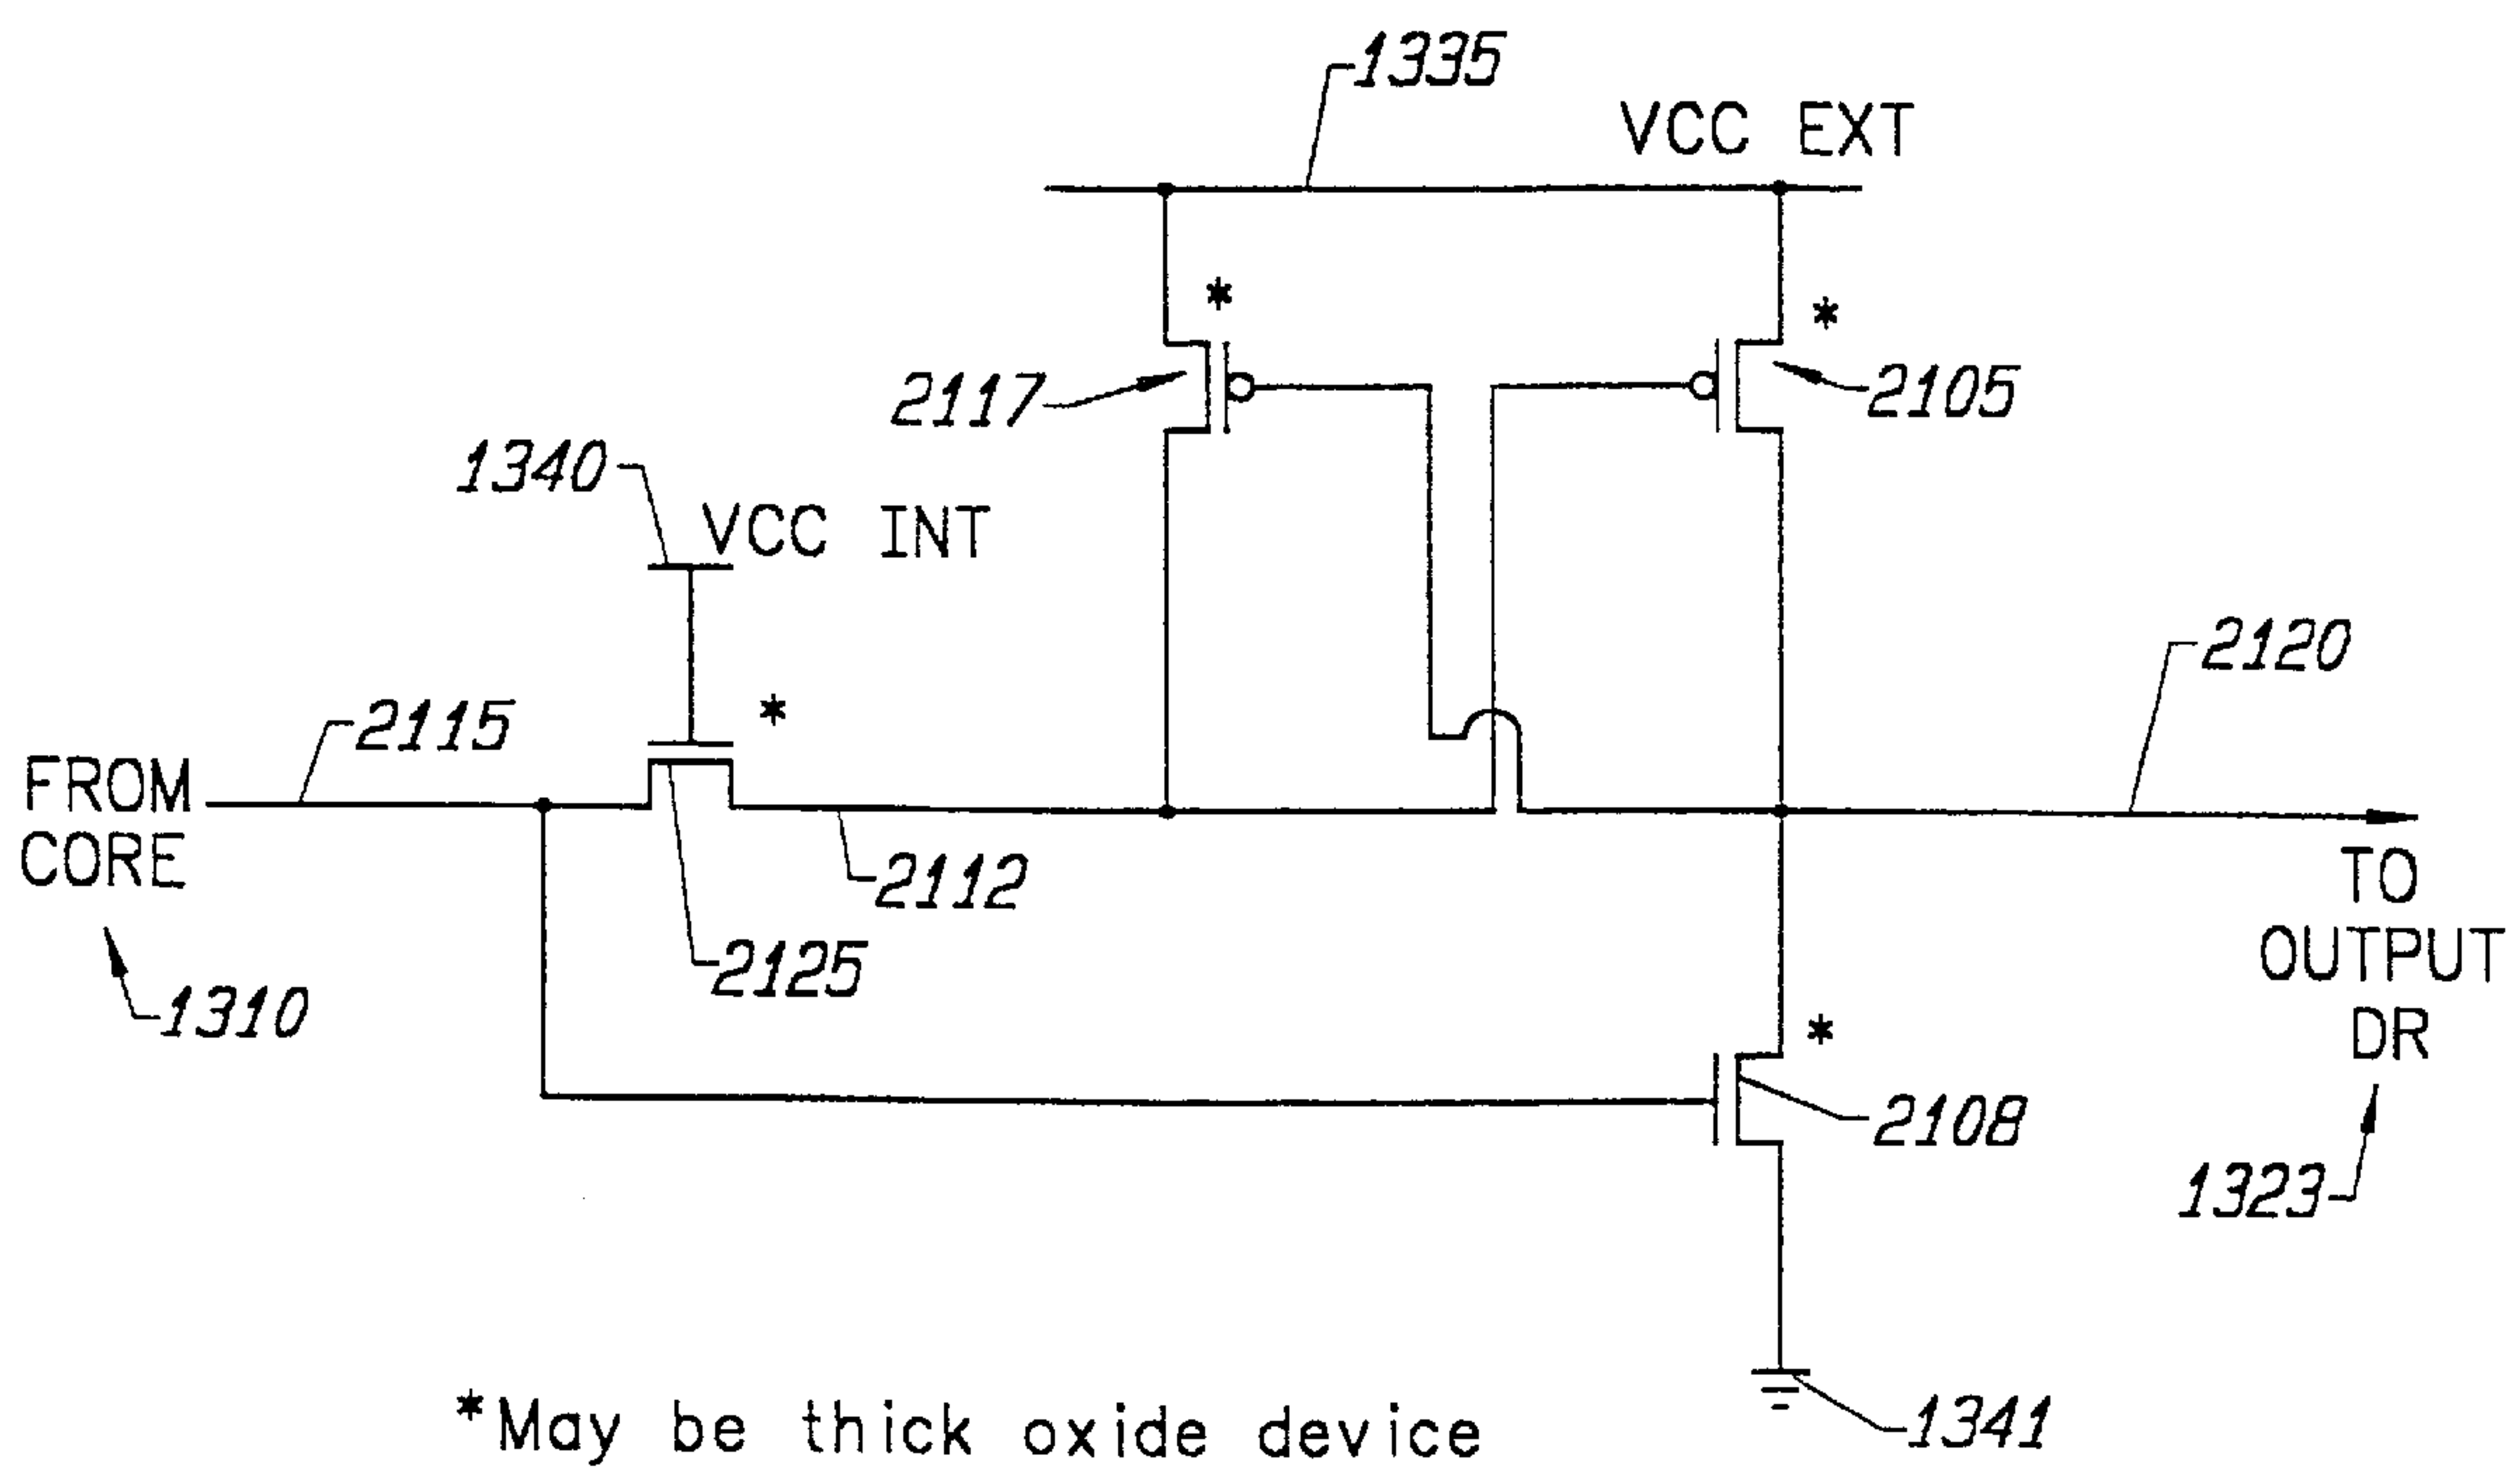 1335
VCC EXT
*
*
2117
2105
1340
VCC INT
2120
*
2115
FROM
CORE
2112
TO
OUTPUT
DR
2125
1310
*
2108
1323
1341
*May be thick oxide device